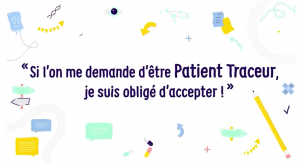 « Si l'on me demande d'être Patient Traceur,
je suis obligé d'accepter ! »